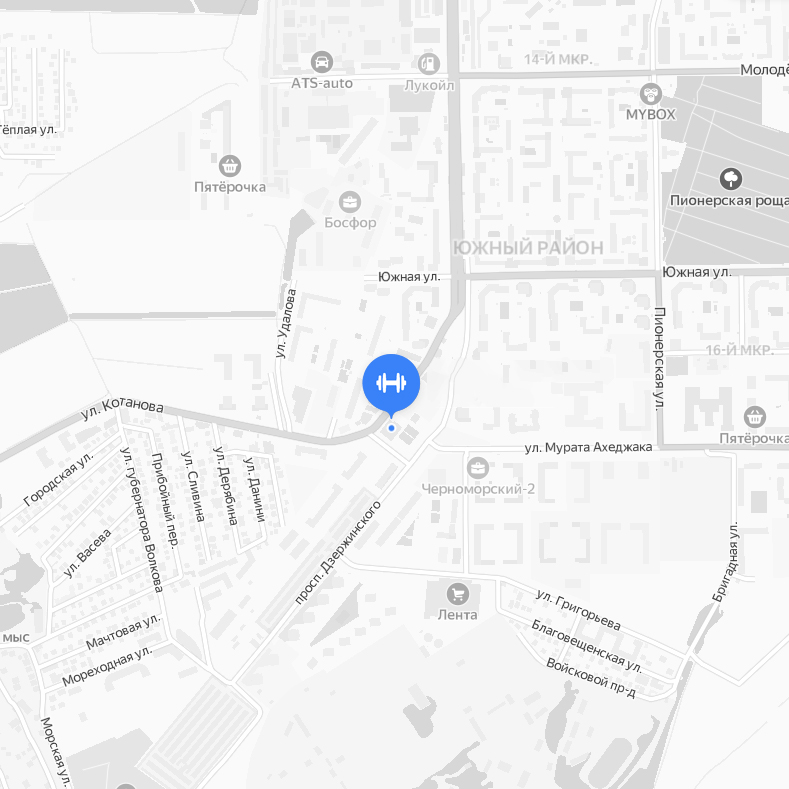 14-Й МКР.
Молодё
ATS-auto
Лукойл
MYBOX
Тёплая ул.
Пятёрочка
Пионерская роща
Босфор
ЮЖНЫЙ РАЙОН
Южная ул.
Южная ул.
ул. Удалова
Пионерская ул.
16-Й МКР.
ул. Котанова
Пятёрочка
ул. Мурата Ахеджака
Городская ул.
ул. губернатора Волкова
Прибойный пер.
ул. Сливина
ул. Дерябина
ул. Данини
Черноморский-2
ул. Васева
просп. Дзержинского
Бригадная ул.
Лента
ул. Григорьева
Благовещенская ул.
Войсковой пр-д
мыс
Мачтовая ул.
Мореходная ул.
Морская ул.